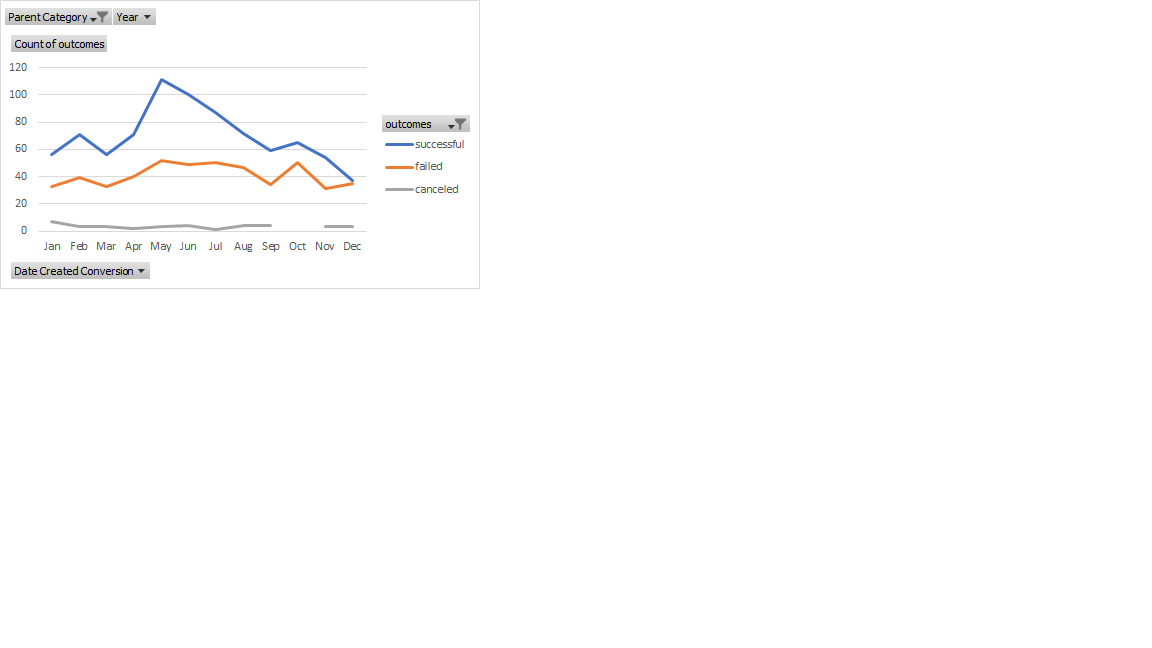 Parent Category Year
Count of outcomes
120
100
80
60
40
20
0
Jan Feb Mar Apr May Jun Jul Aug Sep Oct Nov Dec
outcomes
successful
failed
canceled
Date Created Conversion